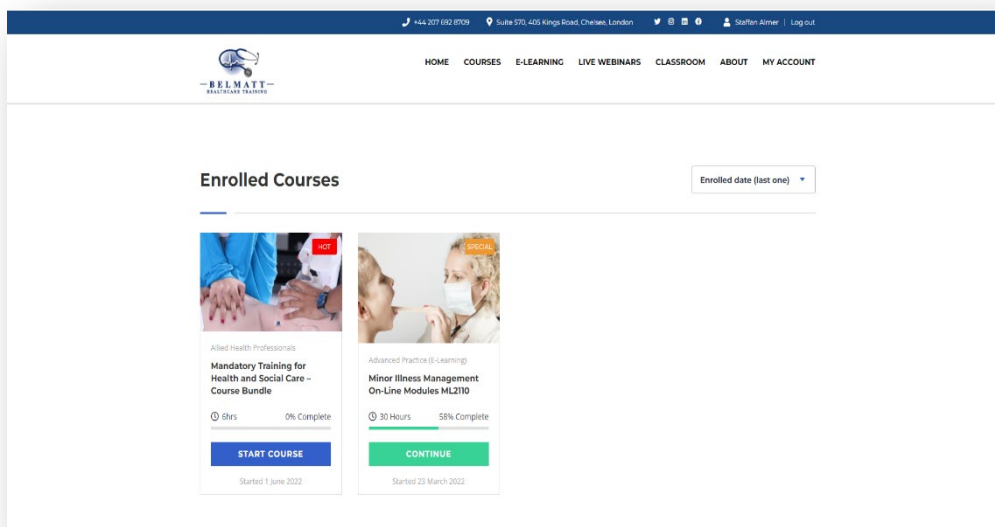 +44 207 692 8709 Suite 570, 405 Kings Road, Chelsea, London Staffan Almer | Log out
HOME COURSES E-LEARNING LIVE WEBINARS CLASSROOM ABOUT MY ACCOUNT
BELMATT
HEALTHCARE TRAINING
Enrolled Courses
Enrolled date (last one)
HOT
Allied Health Professionals
Mandatory Training for
Health and Social Care –
Course Bundle
6hrs 0% Complete
START COURSE
Started 1 June 2022
SPECIAL
Advanced Practice (E-Learning)
Minor Illness Management
On-Line Modules ML2110
30 Hours 58% Complete
CONTINUE
Started 23 March 2022